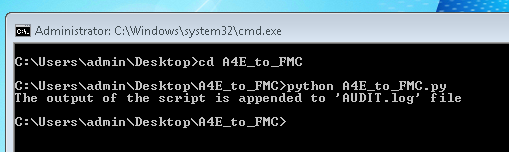 Administrator: C:\Windows\system32\cmd.exe
C:\Users\admin\Desktop>cd A4E_to_FMC
C:\Users\admin\Desktop\A4E_to_FMC>python A4E_to_FMC.py
The output of the script is appended to 'AUDIT.log' file
C:\Users\admin\Desktop\A4E_to_FMC>